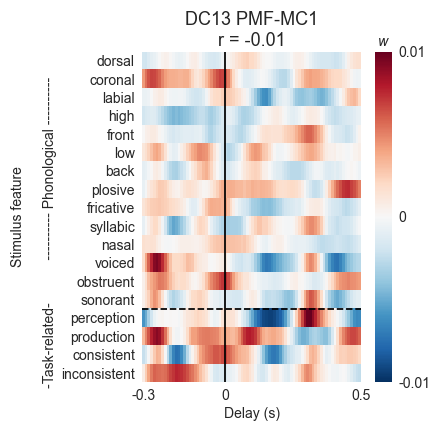 DC13 PMF-MC1
r = -0.01
w
dorsal
coronal
labial
high
front
low
back
plosive
fricative
syllabic
nasal
voiced
obstruent
sonorant
perception
production
consistent
inconsistent
Stimulus feature
-Task-related- --------- Phonological ----------
0.01
0
-0.01
-0.3
0
0.5
Delay (s)